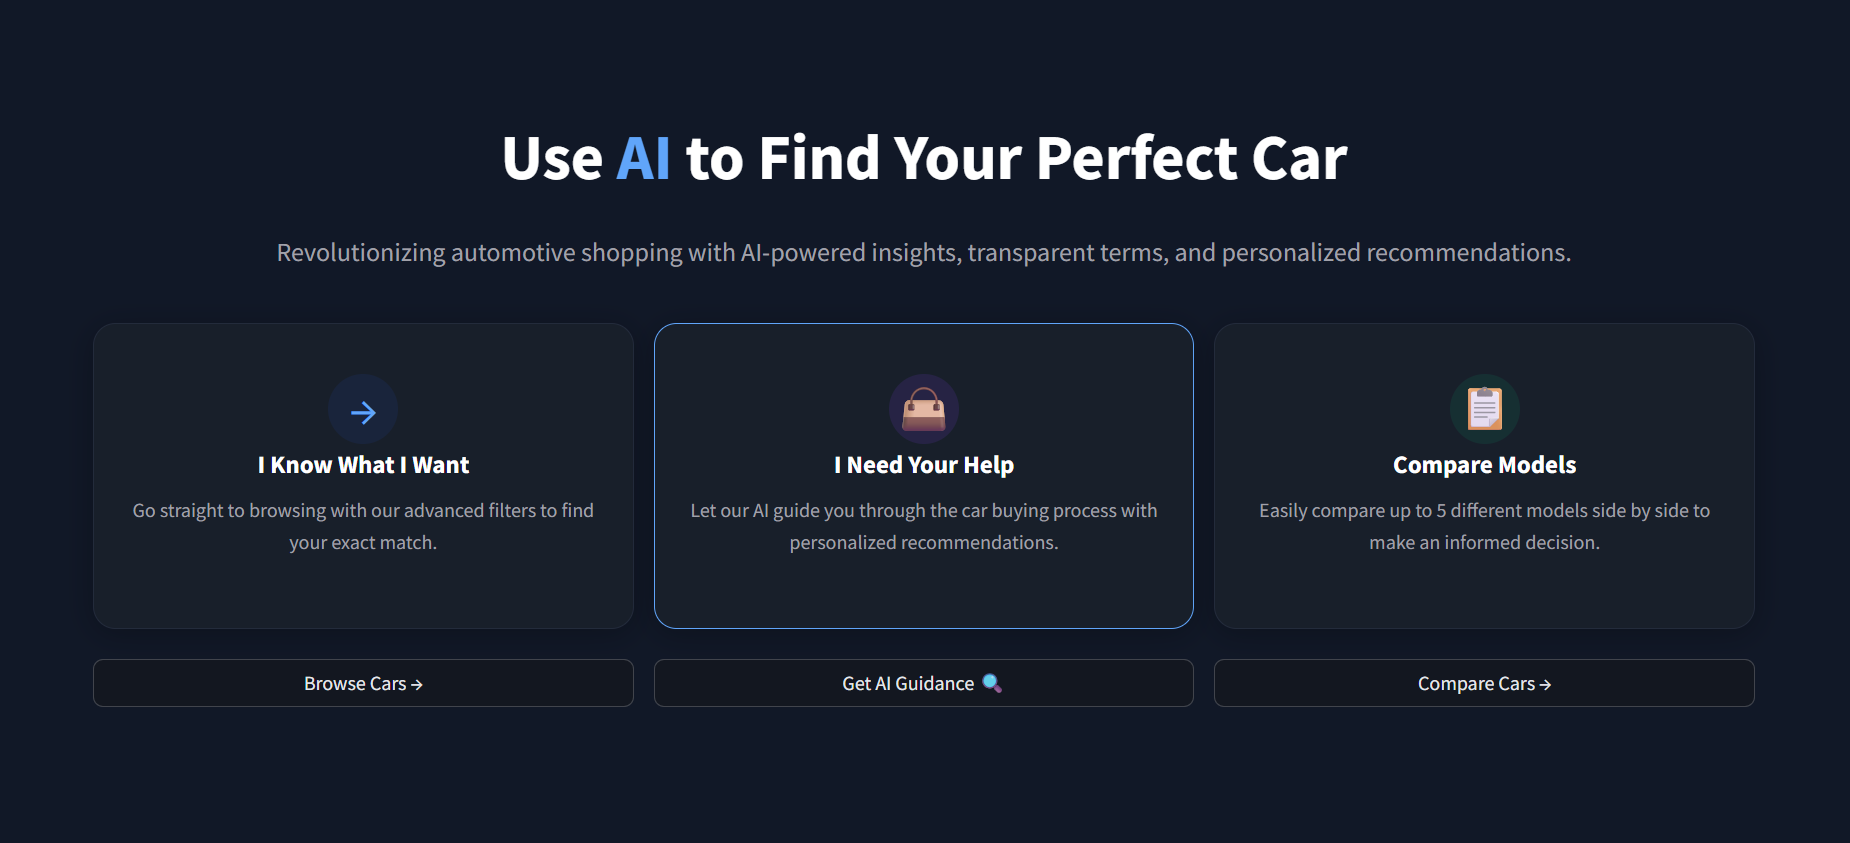 Use AI to Find Your Perfect Car
Revolutionizing automotive shopping with AI-powered insights, transparent terms, and personalized recommendations.
I Know What I Want
Go straight to browsing with our advanced filters to find
your exact match.
Browse Cars →
I Need Your Help
Let our AI guide you through the car buying process with
personalized recommendations.
Get AI Guidance 🔍
Compare Models
Easily compare up to 5 different models side by side to
make an informed decision.
Compare Cars →